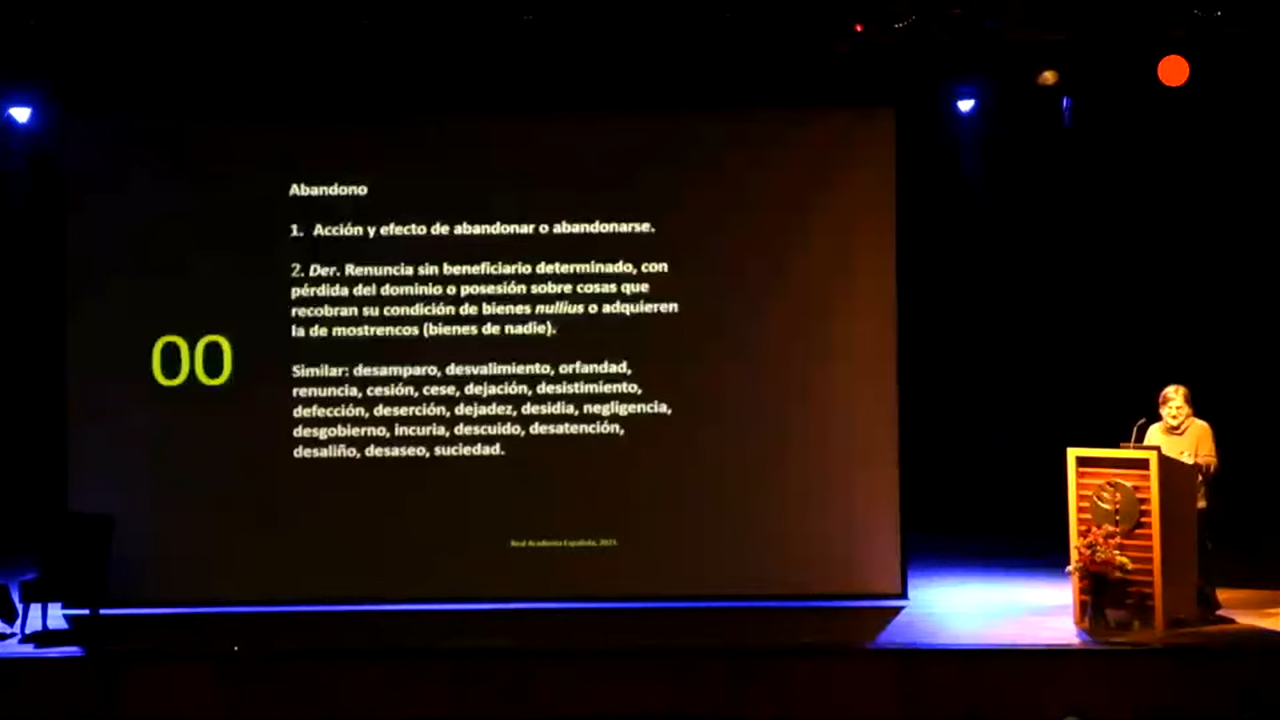 Abandono
1. Acción y efecto de abandonar o abandonarse.
2. Der. Renuncia sin beneficiario determinado, con
pérdida del dominio o posesión sobre cosas que
recobran su condición de bienes nullius o adquieren
la de mostrencos (bienes de nadie).
00
Similar: desamparo, desvalimiento, orfandad,
renuncia, cesión, cese, dejación, desistimiento,
defección, deserción, dejadez, desidia, negligencia,
desgobierno, incuria, descuido, desatención,
desaliño, desaseo, suciedad.
Real Academia Española,